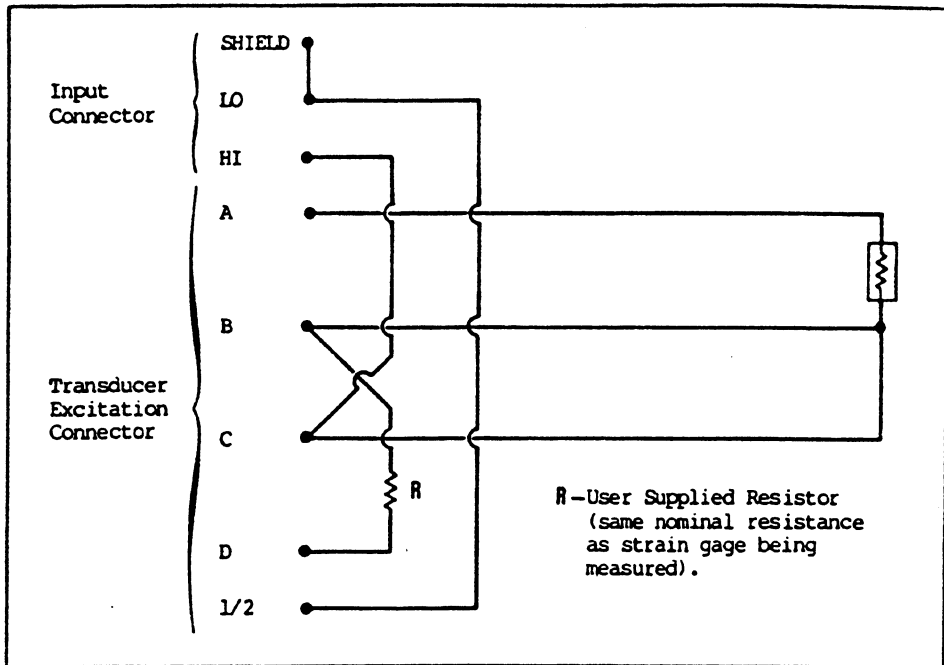 SHIELD
Input
Connector
LO
HI
A
B
Transducer
Excitation
Connector
C
R
D
1/2
R-User Supplied Resistor
(same nominal resistance
as strain gage being
measured).